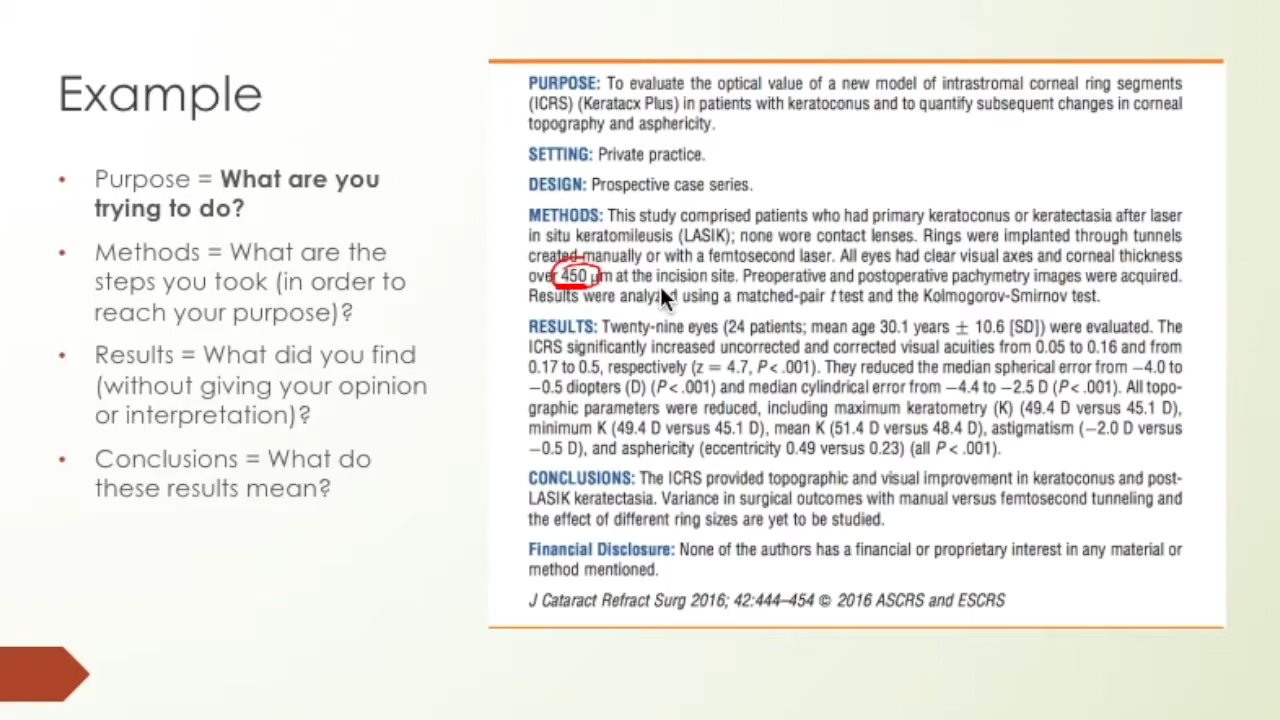 Example
• Purpose = What are you
trying to do?
• Methods = What are the
steps you took (in order to
reach your purpose)?
• Results = What did you find
(without giving your opinion
or interpretation)?
• Conclusions = What do
these results mean?
PURPOSE: To evaluate the optical value of a new model of intrastromal corneal ring segments
(ICRS) (Keratacx Plus) in patients with keratoconus and to quantify subsequent changes in corneal
topography and asphericity.
SETTING: Private practice.
DESIGN: Prospective case series.
METHODS: This study comprised patients who had primary keratoconus or keratectasia after laser
in situ keratomileusis (LASIK); none wore contact lenses. Rings were implanted through tunnels
created manually or with a femtosecond laser. All eyes had clear visual axes and corneal thickness
over 450 μm at the incision site. Preoperative and postoperative pachymetry images were acquired.
Results were analyzed using a matched-pair t test and the Kolmogorov-Smirnov test.
RESULTS: Twenty-nine eyes (24 patients; mean age 30.1 years ± 10.6 [SD]) were evaluated. The
ICRS significantly increased uncorrected and corrected visual acuities from 0.05 to 0.16 and from
0.17 to 0.5, respectively (z = 4.7, P < .001). They reduced the median spherical error from −4.0 to
−0.5 diopters (D) (P < .001) and median cylindrical error from −4.4 to −2.5 D (P < .001). All topo-
graphic parameters were reduced, including maximum keratometry (K) (49.4 D versus 45.1 D),
minimum K (49.4 D versus 45.1 D), mean K (51.4 D versus 48.4 D), astigmatism (−2.0 D versus
−0.5 D), and asphericity (eccentricity 0.49 versus 0.23) (all P < .001).
CONCLUSIONS: The ICRS provided topographic and visual improvement in keratoconus and post-
LASIK keratectasia. Variance in surgical outcomes with manual versus femtosecond tunneling and
the effect of different ring sizes are yet to be studied.
Financial Disclosure: None of the authors has a financial or proprietary interest in any material or
method mentioned.
J Cataract Refract Surg 2016; 42:444–454 © 2016 ASCRS and ESCRS